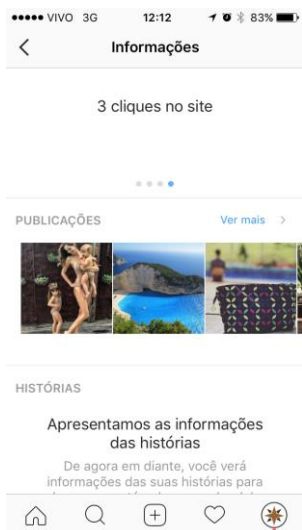 VIVO 3G 12:12 83%
Informações
3 cliques no site
PUBLICAÇÕES Ver mais >
HISTÓRIAS
Apresentamos as informações
das histórias
De agora em diante, você verá
informações das suas histórias para